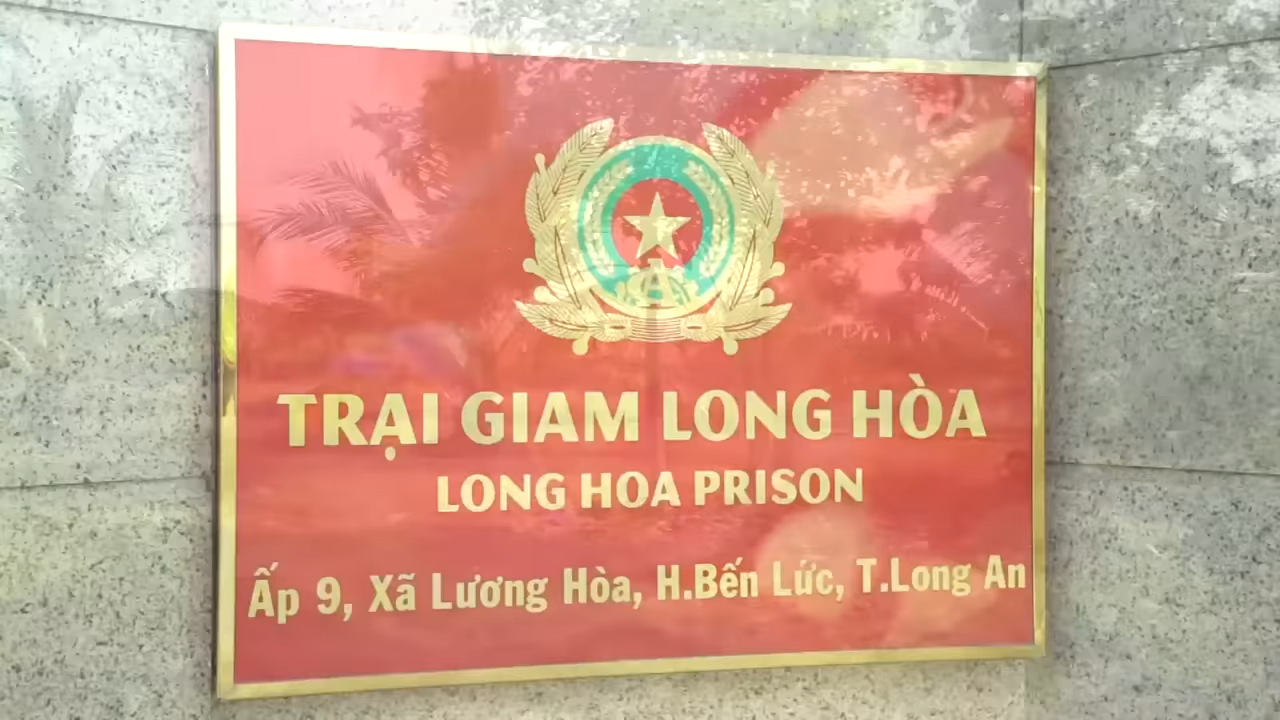 TRẠI GIAM LONG HÒA
LONG HOA PRISON
Ấp 9, Xã Lương Hòa, H.Bến Lức, T.Long An